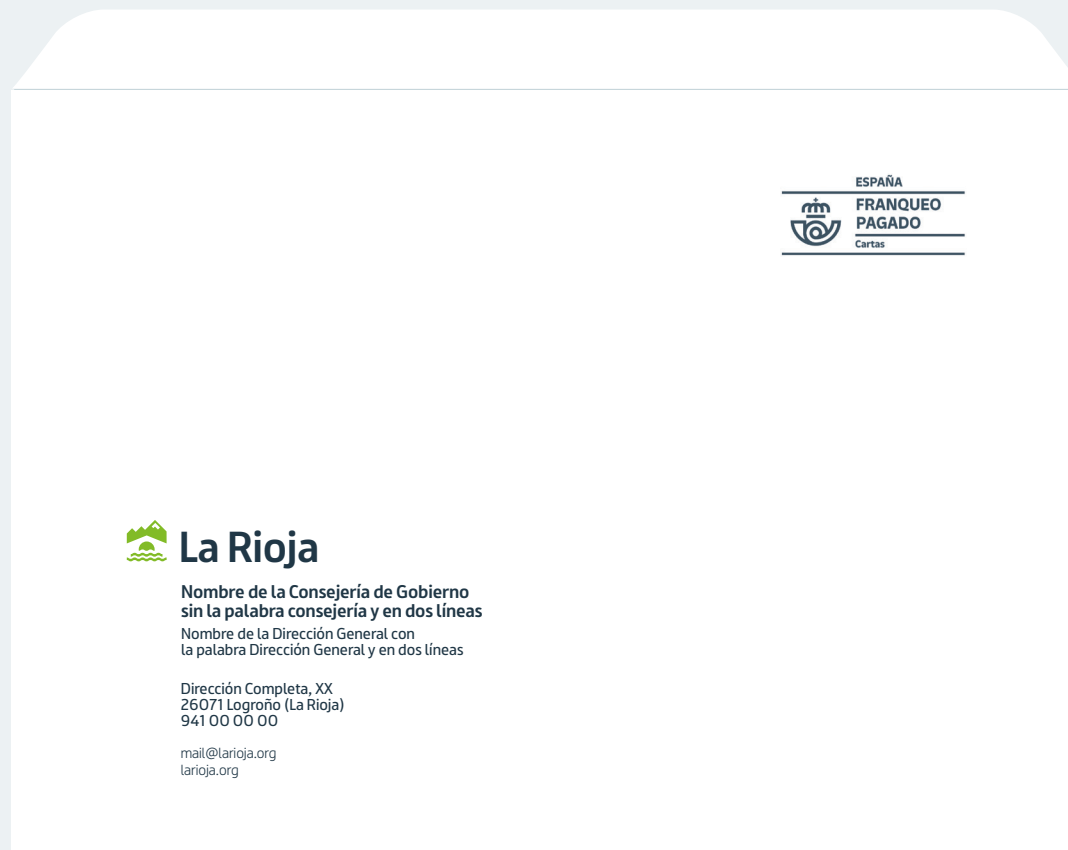 ESPAÑA
FRANQUEO
PAGADO
Cartas
La Rioja
Nombre de la Consejería de Gobierno
sin la palabra consejería y en dos líneas
Nombre de la Dirección General con
la palabra Dirección General y en dos líneas
Dirección Completa, XX
26071 Logroño (La Rioja)
941 00 00 00
mail@larioja.org
larioja.org